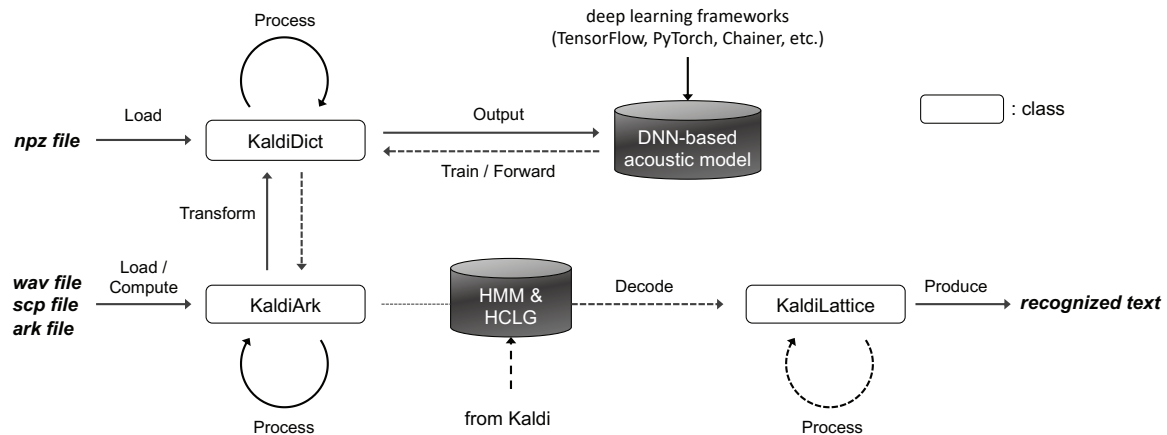 Process
deep learning frameworks
(TensorFlow, PyTorch, Chainer, etc.)
: class
npz file
Load
KaldiDict
Output
Train / Forward
DNN-based
acoustic model
Transform
wav file
scp file
ark file
Load /
Compute
KaldiArk
HMM &
HCLG
Decode
KaldiLattice
Produce
recognized text
from Kaldi
Process
Process